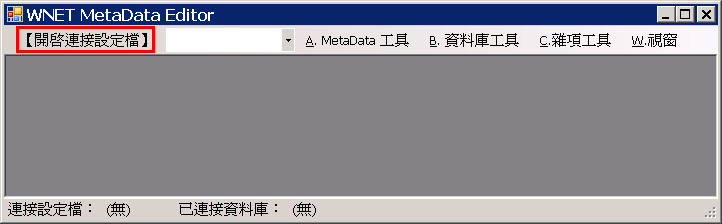 WNET MetaData Editor
【開啓連接設定檔】 A. MetaData 工具 B. 資料庫工具 C.雜項工具 W.視窗
連接設定檔： (無) 已連接資料庫： (無)